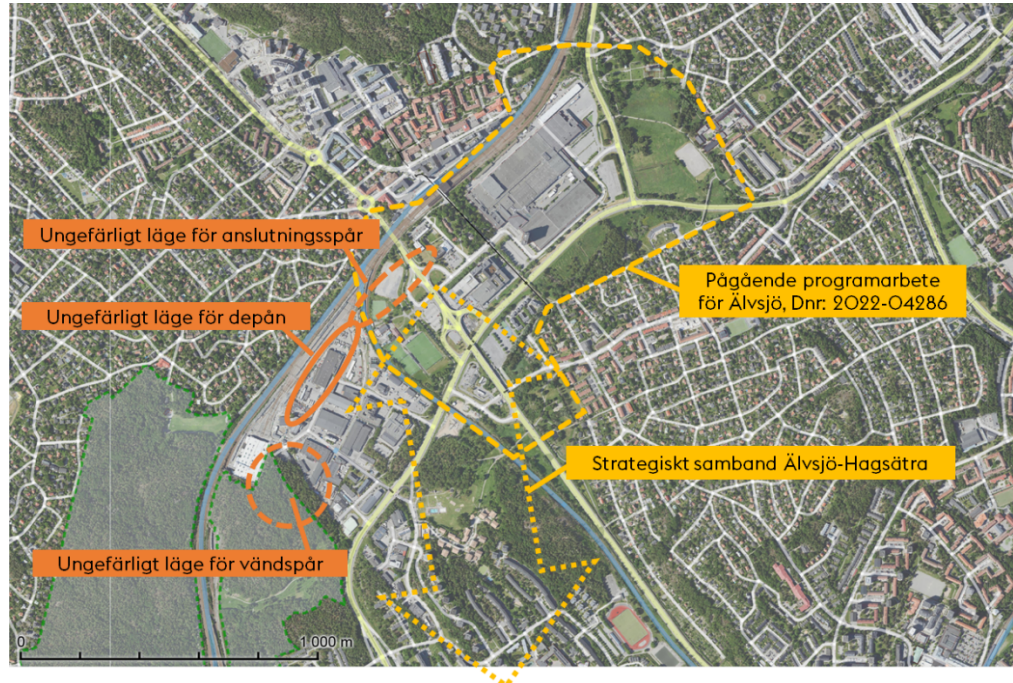 Ungefärligt läge för anslutningsspår
Pågående programarbete
för Älvsjö, Dnr: 2022-04286
Ungefärligt läge för depån
Strategiskt samband Älvsjö-Hagsätra
Ungefärligt läge för vändspår
0
1 000 m